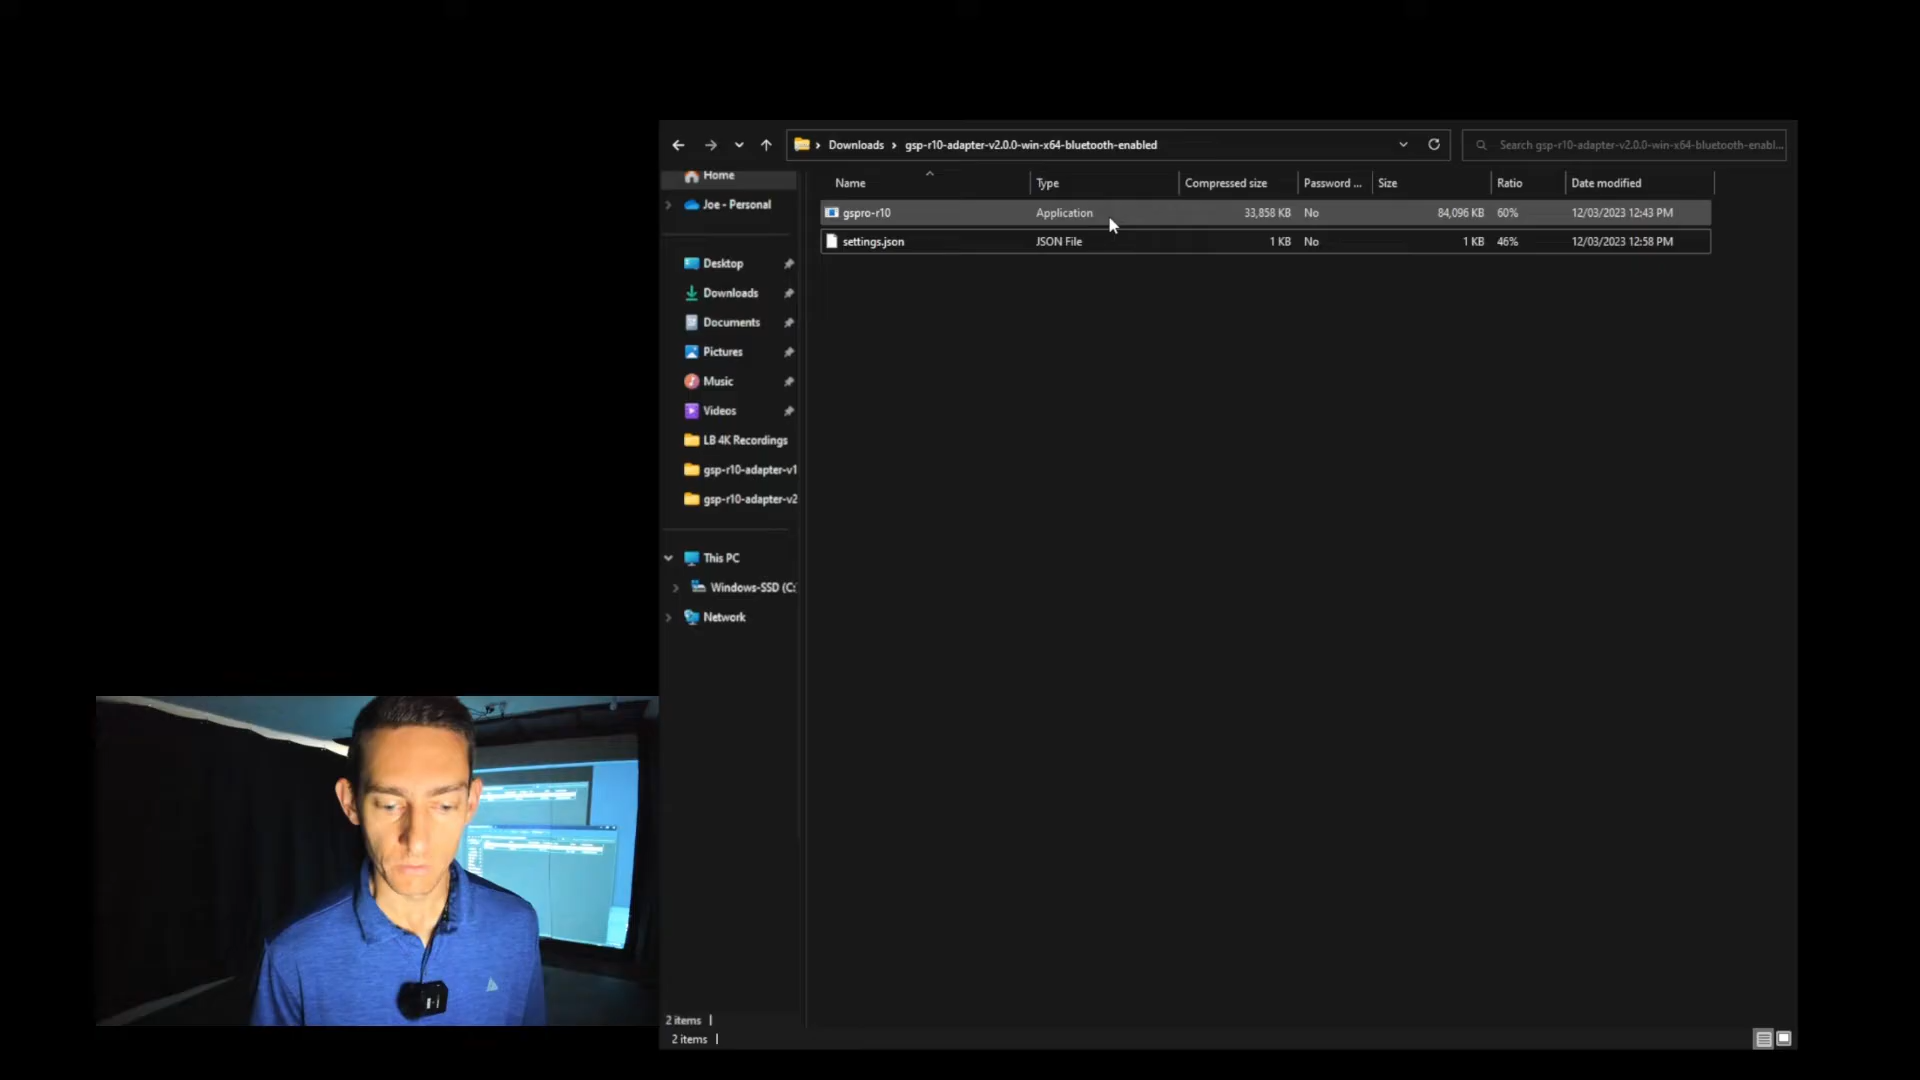 Downloads > gsp-r10-adapter-v2.0.0-win-x64-bluetooth-enabled
Search gsp-r10-adapter-v2.0.0-win-x64-bluetooth-enabl...
Name Type Compressed size Password ... Size Ratio Date modified
gspro-r10 Application 33,858 KB No 84,096 KB 60% 12/03/2023 12:43 PM
settings.json JSON File 1 KB No 1 KB 46% 12/03/2023 12:58 PM
Home
Joe - Personal
Desktop
Downloads
Documents
Pictures
Music
Videos
LB 4K Recordings
gsp-r10-adapter-v1
gsp-r10-adapter-v2
This PC
Windows-SSD (C:
Network
2 items
2 items